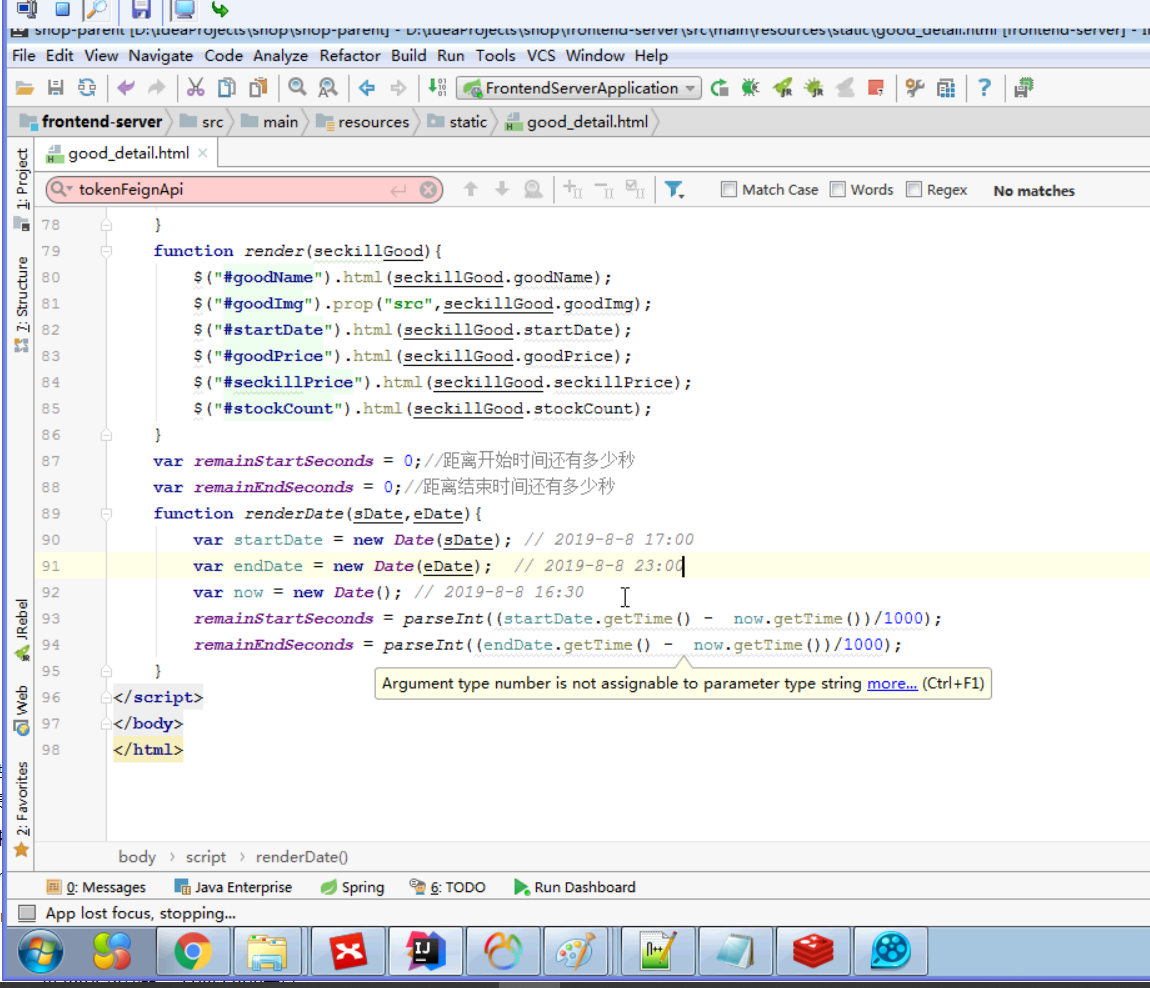 shop-parent [D:\IdeaProjects\shop\shop-parent] - D:\IdeaProjects\shop\frontend-server\src\main\resources\static\good_detail.html [frontend-server] -
File Edit View Navigate Code Analyze Refactor Build Run Tools VCS Window Help
FrontendServerApplication
frontend-server src main resources static good_detail.html
good_detail.html
tokenFeignApi Match Case Words Regex No matches
1: Project
7: Structure
JRebel
Web
2: Favorites
78 }
79 function render(seckillGood){
80 $("#goodName").html(seckillGood.goodName);
81 $("#goodImg").prop("src",seckillGood.goodImg);
82 $("#startDate").html(seckillGood.startDate);
83 $("#goodPrice").html(seckillGood.goodPrice);
84 $("#seckillPrice").html(seckillGood.seckillPrice);
85 $("#stockCount").html(seckillGood.stockCount);
86 }
87 var remainStartSeconds = 0;//距离开始时间还有多少秒
88 var remainEndSeconds = 0;//距离结束时间还有多少秒
89 function renderDate(sDate,eDate){
90 var startDate = new Date(sDate); // 2019-8-8 17:00
91 var endDate = new Date(eDate);  // 2019-8-8 23:00
92 var now = new Date(); // 2019-8-8 16:30
93 remainStartSeconds = parseInt((startDate.getTime() -  now.getTime())/1000);
94 remainEndSeconds = parseInt((endDate.getTime() -  now.getTime())/1000);
95 }
Argument type number is not assignable to parameter type string more... (Ctrl+F1)
96 </script>
97 </body>
98 </html>
body › script › renderDate()
0: Messages Java Enterprise Spring 6: TODO Run Dashboard
App lost focus, stopping...